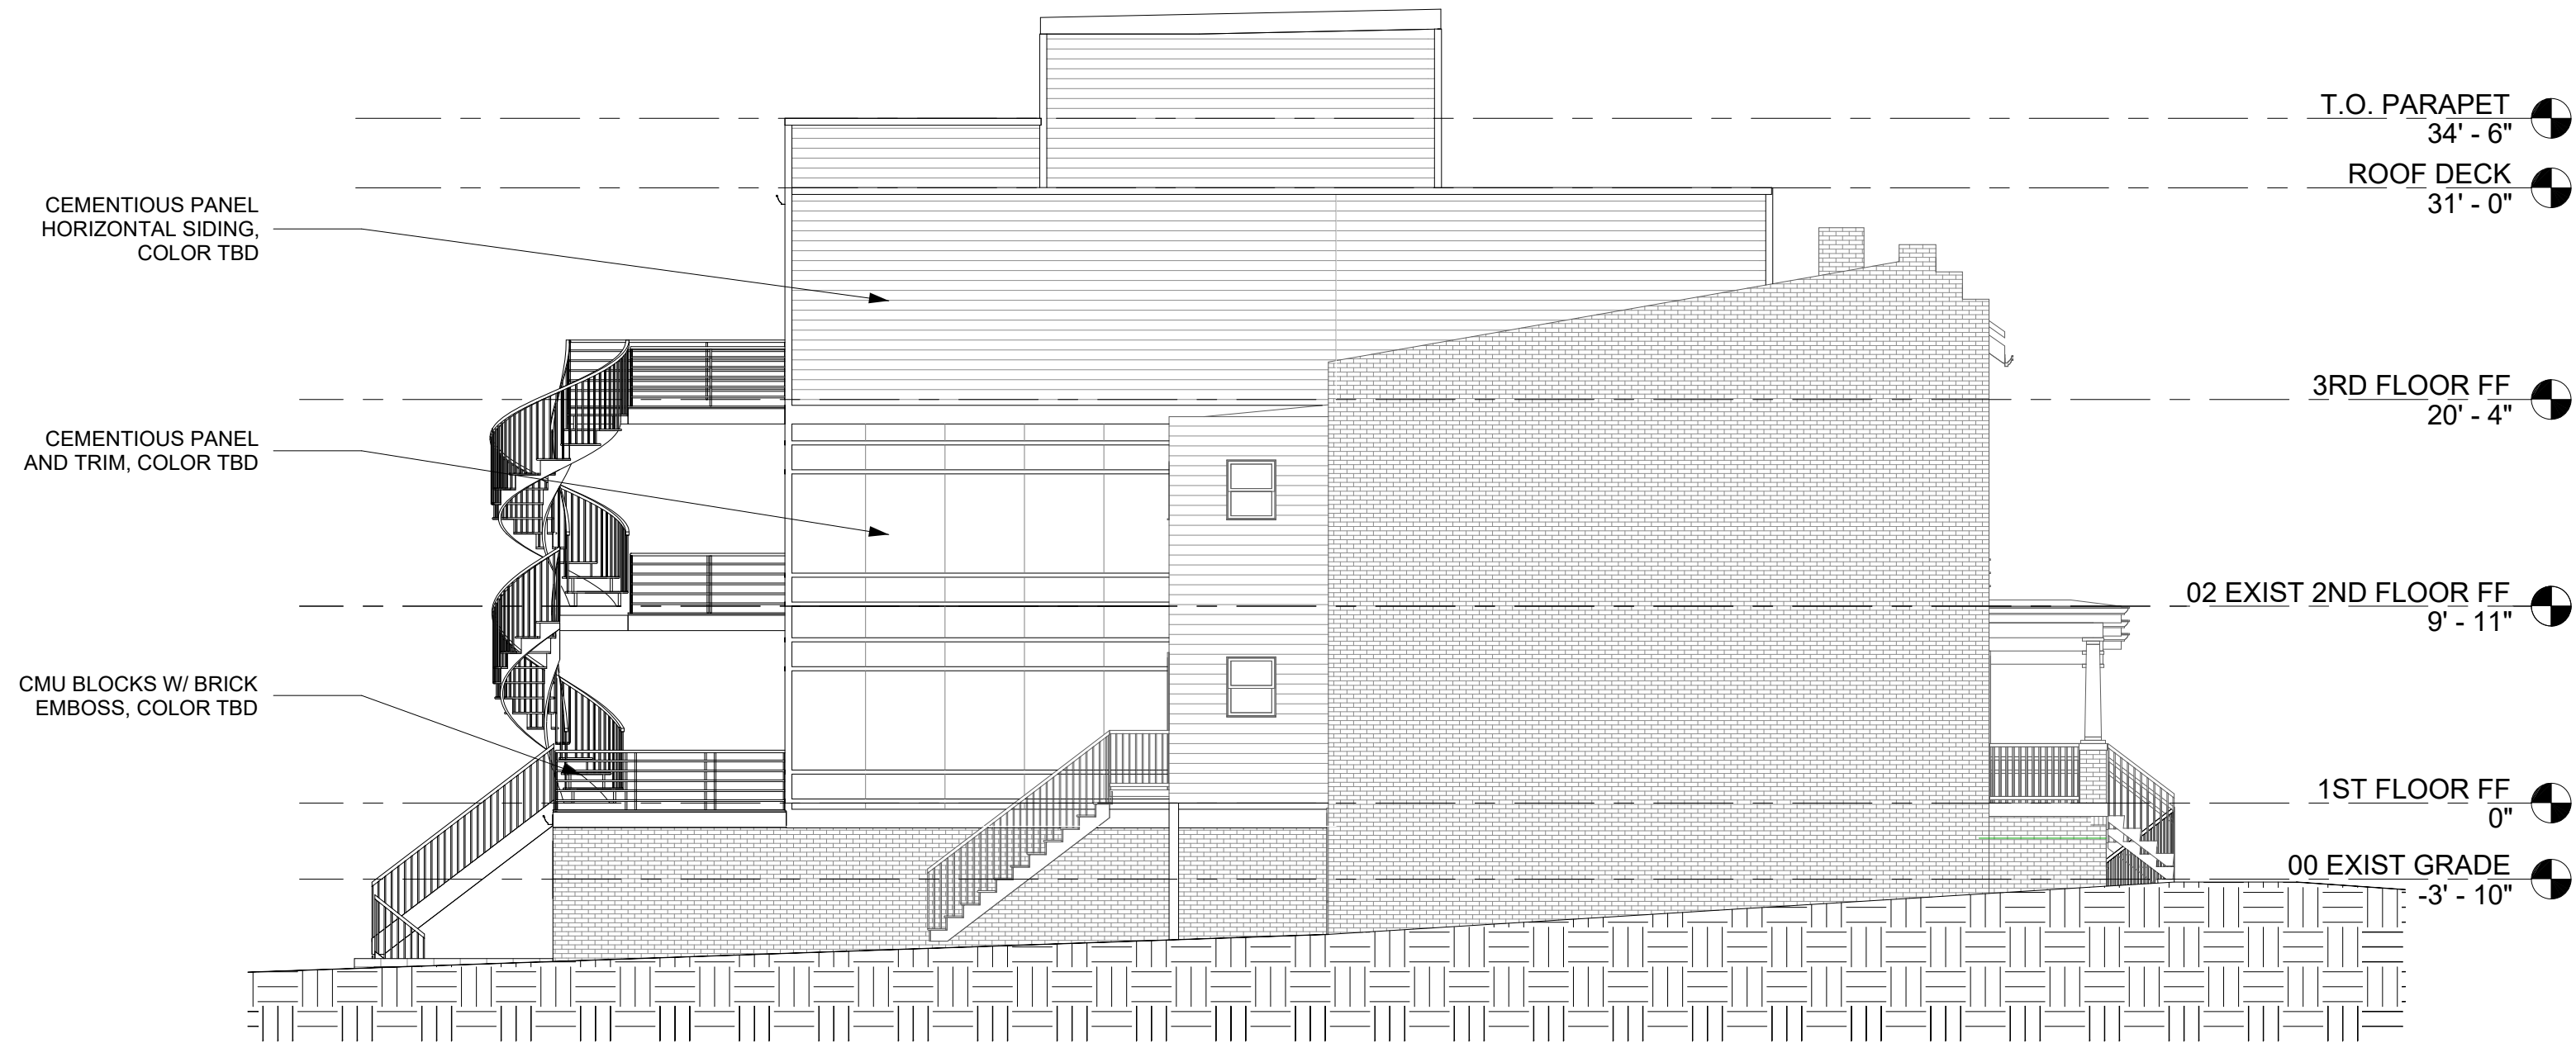 CEMENTIOUS PANEL
HORIZONTAL SIDING,
COLOR TBD
CEMENTIOUS PANEL
AND TRIM, COLOR TBD
CMU BLOCKS W/ BRICK
EMBOSS, COLOR TBD
T.O. PARAPET
34' - 6"
ROOF DECK
31' - 0"
3RD FLOOR FF
20' - 4"
02 EXIST 2ND FLOOR FF
9' - 11"
1ST FLOOR FF
0"
00 EXIST GRADE
-3' - 10"